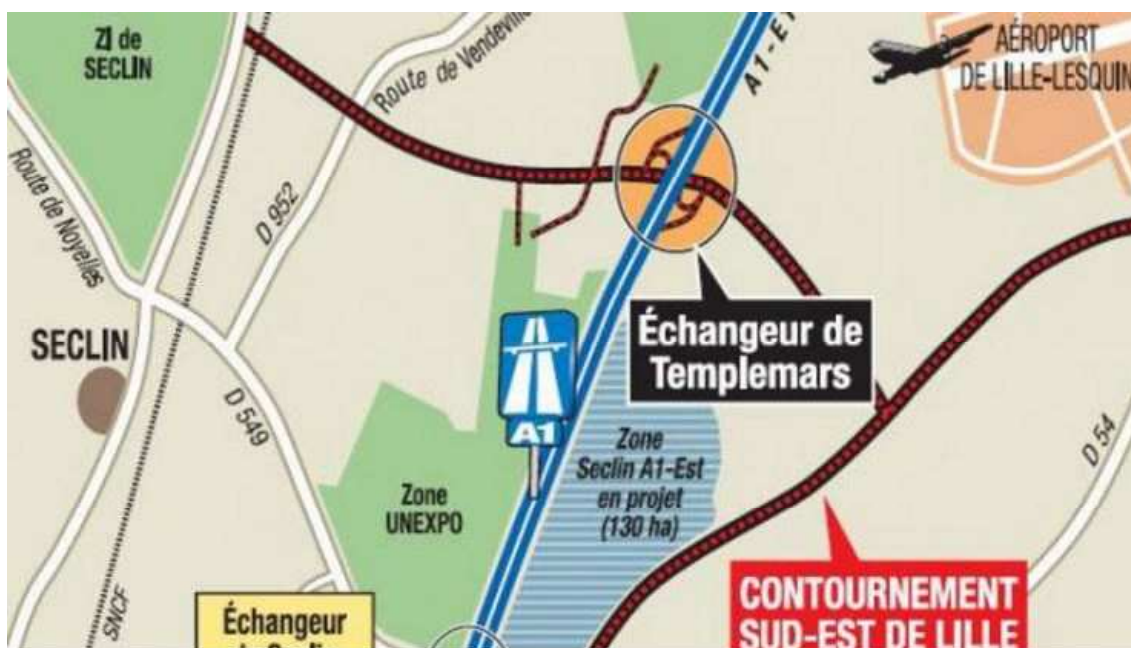 ZI de
SECLIN
Route de Vendeville
A1 - E1
AÉROPORT
DE LILLE-LESQUIN
Route de Noyelles
D 952
SECLIN
Échangeur de
Templemars
D 549
A1
Zone
Seclin A1-Est
en projet
(130 ha)
D 54
Zone
UNEXPO
SNCF
Échangeur
CONTOURNEMENT
SUD-EST DE LILLE